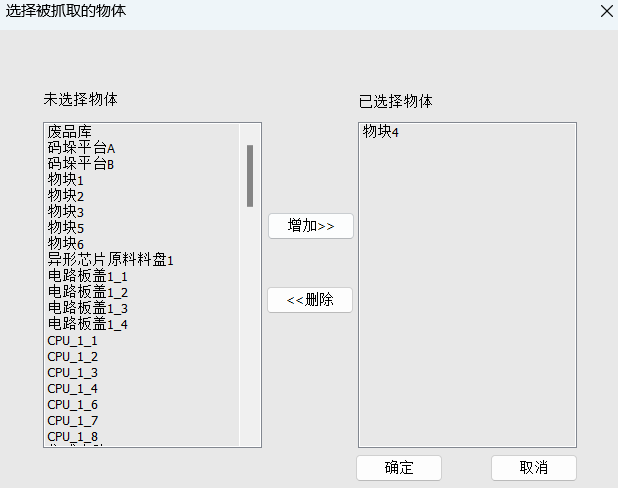 选择被抓取的物体
未选择物体
废品库
码垛平台A
码垛平台B
物块1
物块2
物块3
物块5
物块6
异形芯片原料料盘1
电路板盖1_1
电路板盖1_2
电路板盖1_3
电路板盖1_4
CPU_1_1
CPU_1_2
CPU_1_3
CPU_1_4
CPU_1_6
CPU_1_7
CPU_1_8
增加>>
<<删除
已选择物体
物块4
确定
取消